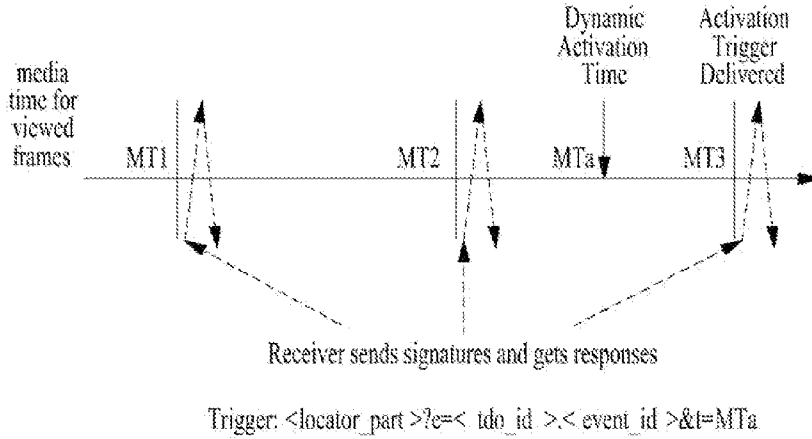 Dynamic
Activation
Time
Activation
Trigger
Delivered
media
time for
viewed
frames
MT1
MT2
MTa
MT3
Receiver sends signatures and gets responses
Trigger: <locator_part >?e=< tdo_id >.< event_id >&t=MTa